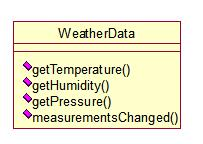 WeatherData
getTemperature()
getHumidity()
getPressure()
measurementsChanged()